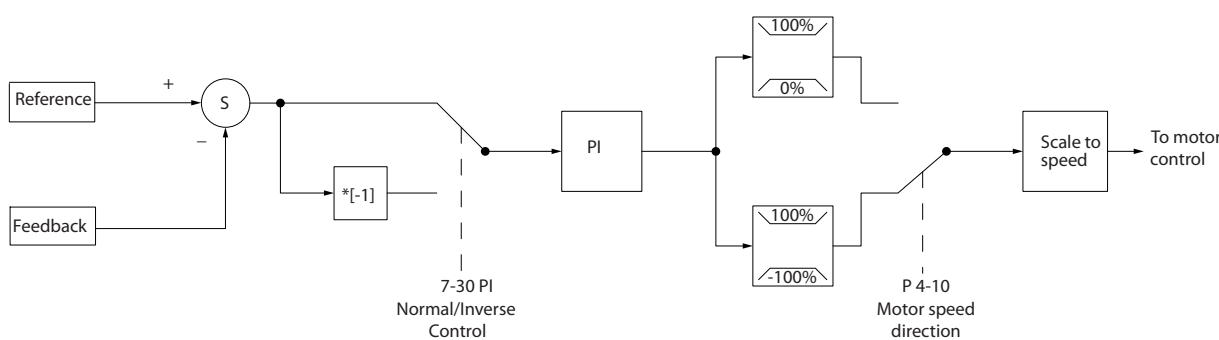 Reference
+
S
–
Feedback
*[-1]
7-30 PI
Normal/Inverse
Control
PI
100%
0%
100%
-100%
P 4-10
Motor speed
direction
Scale to
speed
To motor
control